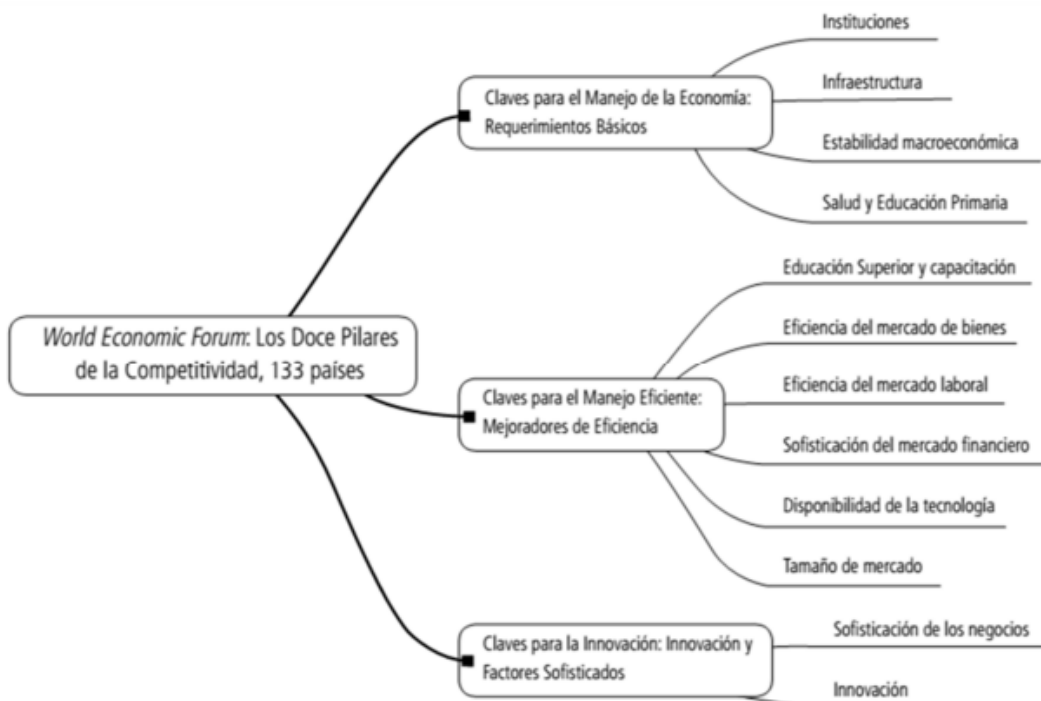 World Economic Forum: Los Doce Pilares
de la Competitividad, 133 países
Claves para el Manejo de la Economía:
Requerimientos Básicos
Instituciones
Infraestructura
Estabilidad macroeconómica
Salud y Educación Primaria
Claves para el Manejo Eficiente:
Mejoradores de Eficiencia
Educación Superior y capacitación
Eficiencia del mercado de bienes
Eficiencia del mercado laboral
Sofisticación del mercado financiero
Disponibilidad de la tecnología
Tamaño de mercado
Claves para la Innovación: Innovación y
Factores Sofisticados
Sofisticación de los negocios
Innovación